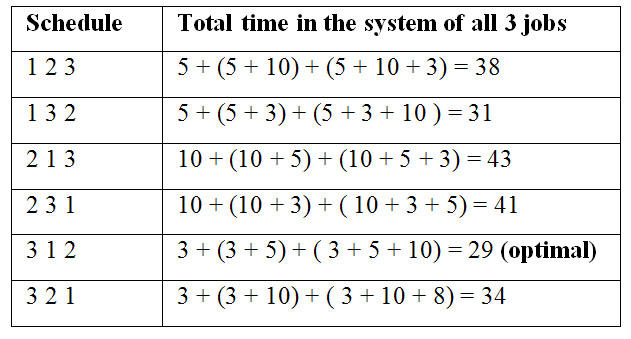 Schedule Total time in the system of all 3 jobs
1 2 3 5 + (5 + 10) + (5 + 10 + 3) = 38
1 3 2 5 + (5 + 3) + (5 + 3 + 10 ) = 31
2 1 3 10 + (10 + 5) + (10 + 5 + 3) = 43
2 3 1 10 + (10 + 3) + ( 10 + 3 + 5) = 41
3 1 2 3 + (3 + 5) + ( 3 + 5 + 10) = 29 (optimal)
3 2 1 3 + (3 + 10) + ( 3 + 10 + 8) = 34